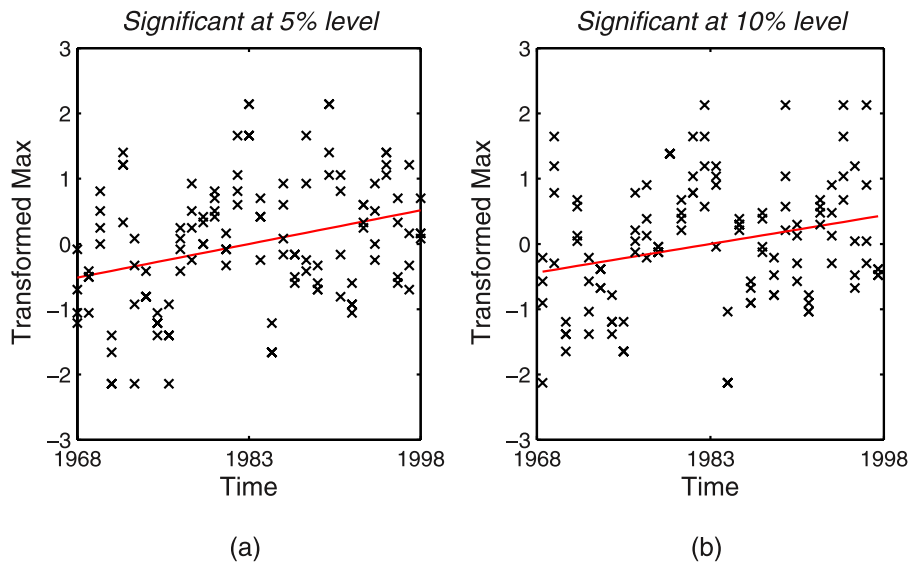 Significant at 5% level
Transformed Max
3
2
1
0
−1
−2
−3
1968 1983 1998
Time
(a)
Significant at 10% level
Transformed Max
3
2
1
0
−1
−2
−3
1968 1983 1998
Time
(b)